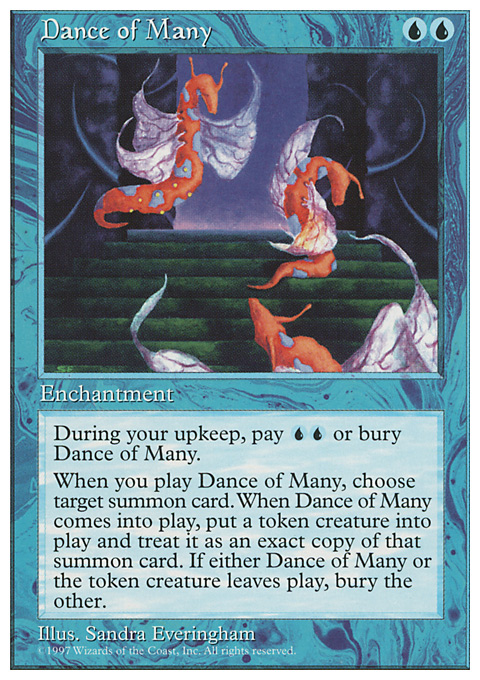 Dance of Many
Enchantment
During your upkeep, pay or bury
Dance of Many.
When you play Dance of Many, choose
target summon card. When Dance of Many
comes into play, put a token creature into
play and treat it as an exact copy of that
summon card. If either Dance of Many or
the token creature leaves play, bury the
other.
Illus. Sandra Everingham
©1997 Wizards of the Coast, Inc. All rights reserved.